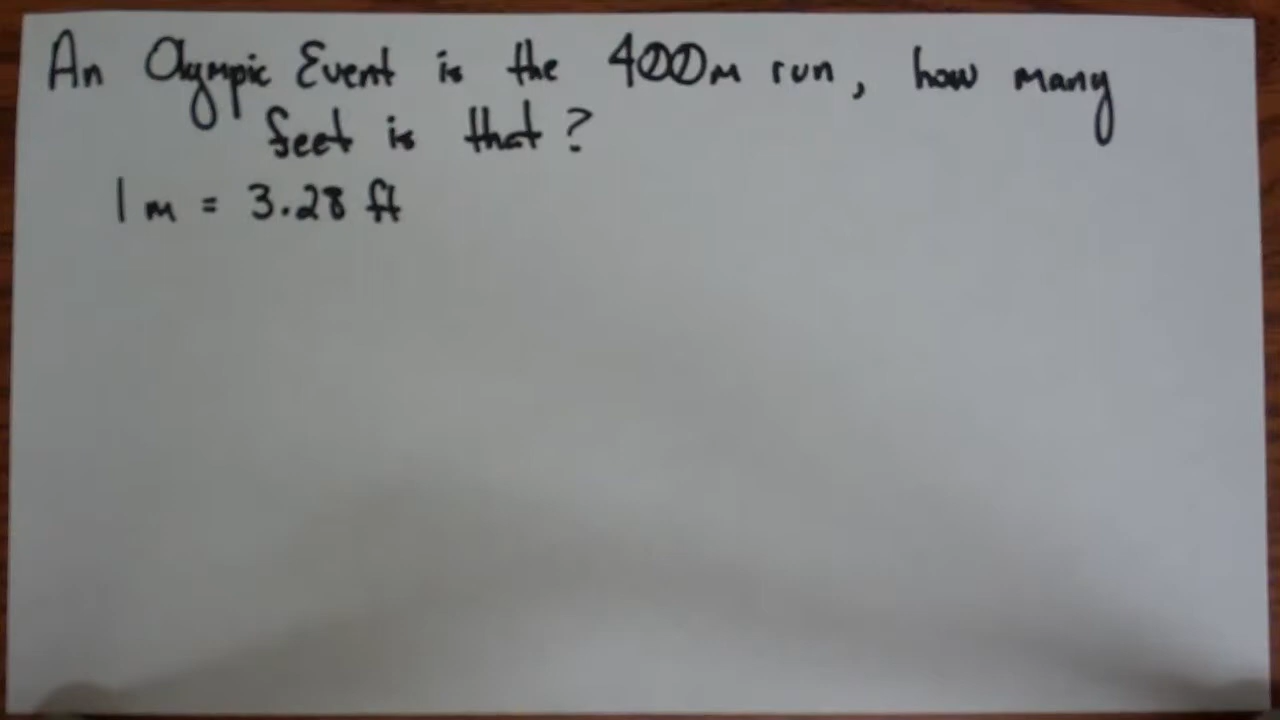 An Olympic Event is the 400m run, how many
feet is that?
1 m = 3.28 ft